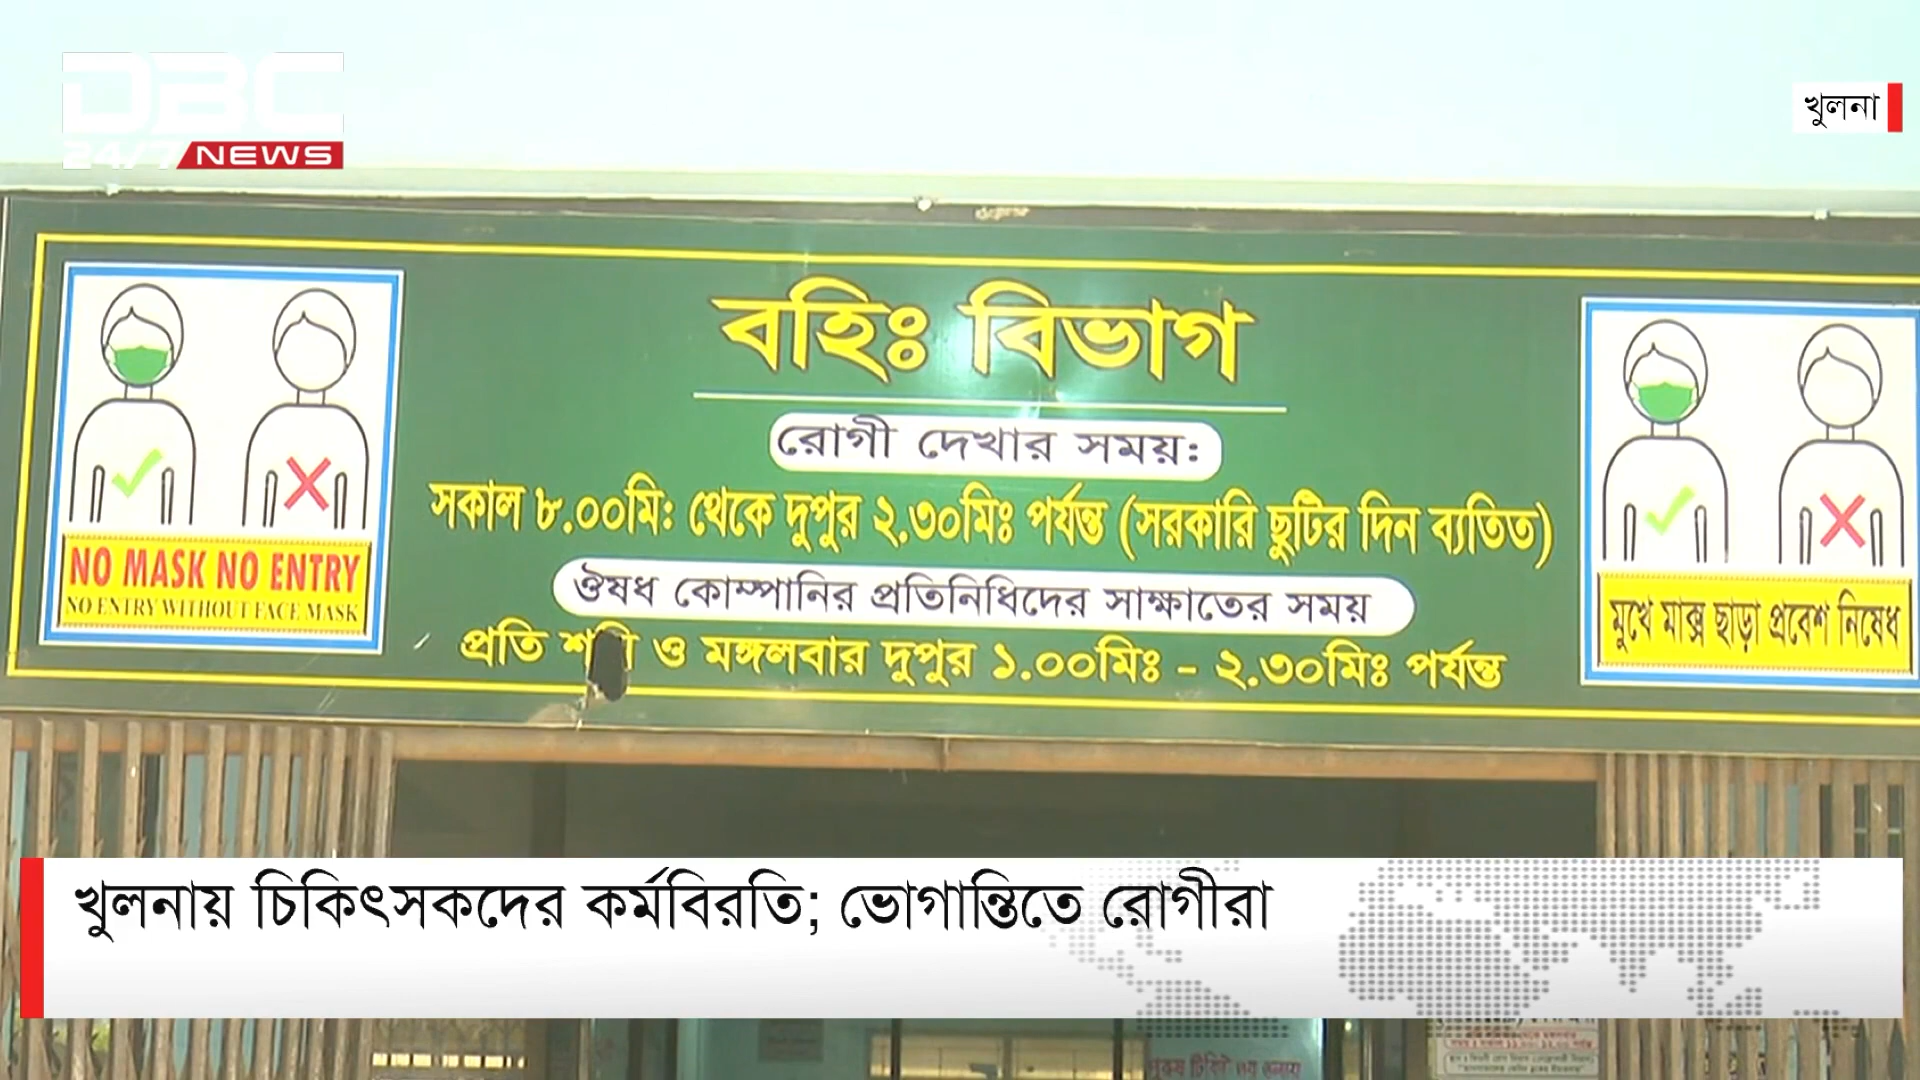 DBC
24/7 NEWS
খুলনা
বহিঃ বিভাগ
রোগী দেখার সময়ঃ
সকাল ৮.০০মি: থেকে দুপুর ২.৩০মিঃ পর্যন্ত (সরকারি ছুটির দিন ব্যতিত)
ঔষধ কোম্পানির প্রতিনিধিদের সাক্ষাতের সময়
প্রতি ও মঙ্গলবার দুপুর ১.০০মিঃ - ২.৩০মিঃ পর্যন্ত
NO MASK NO ENTRY
NO ENTRY WITHOUT FACE MASK
মুখে মাক্স ছাড়া প্রবেশ নিষেধ
খুলনায় চিকিৎসকদের কর্মবিরতি; ভোগান্তিতে রোগীরা